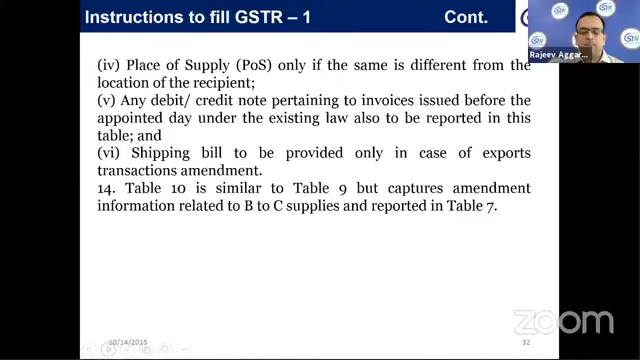 Instructions to fill GSTR – 1 Cont.
(iv) Place of Supply (PoS) only if the same is different from the
location of the recipient;
(v) Any debit/ credit note pertaining to invoices issued before the
appointed day under the existing law also to be reported in this
table; and
(vi) Shipping bill to be provided only in case of exports
transactions amendment.
14. Table 10 is similar to Table 9 but captures amendment
information related to B to C supplies and reported in Table 7.
Rajeev Aggar...
zoom
10/14/2015 32